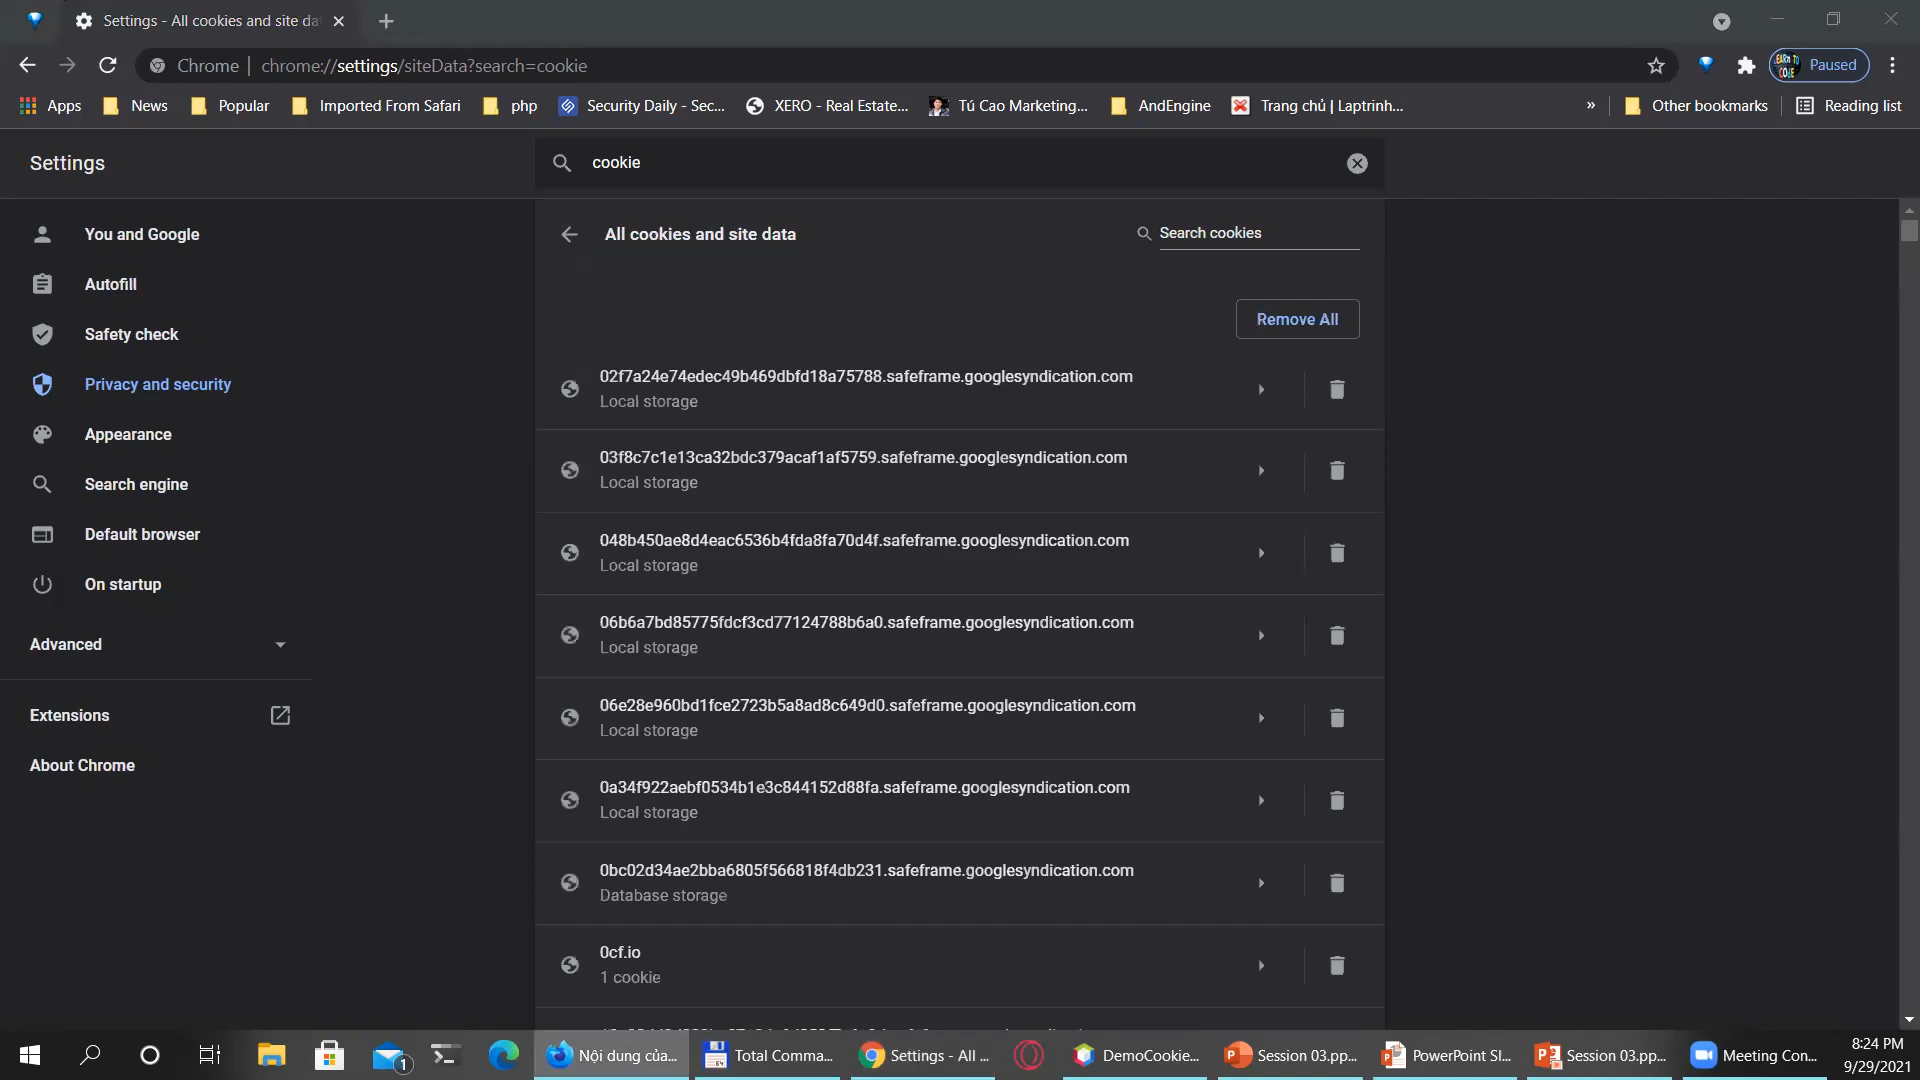 Settings - All cookies and site da
Chrome | chrome://settings/siteData?search=cookie
Paused
Apps
News
Popular
Imported From Safari
php
Security Daily - Sec...
XERO - Real Estate...
Tú Cao Marketing...
AndEngine
Trang chủ | Laptrinh...
»
Other bookmarks
Reading list
Settings
cookie
You and Google
Autofill
Safety check
Privacy and security
Appearance
Search engine
Default browser
On startup
Advanced
Extensions
About Chrome
All cookies and site data
Search cookies
Remove All
02f7a24e74edec49b469dbfd18a75788.safeframe.googlesyndication.com
Local storage
03f8c7c1e13ca32bdc379acaf1af5759.safeframe.googlesyndication.com
Local storage
048b450ae8d4eac6536b4fda8fa70d4f.safeframe.googlesyndication.com
Local storage
06b6a7bd85775fdcf3cd77124788b6a0.safeframe.googlesyndication.com
Local storage
06e28e960bd1fce2723b5a8ad8c649d0.safeframe.googlesyndication.com
Local storage
0a34f922aebf0534b1e3c844152d88fa.safeframe.googlesyndication.com
Local storage
0bc02d34ae2bba6805f566818f4db231.safeframe.googlesyndication.com
Database storage
0cf.io
1 cookie
1
Nội dung của...
64
Total Comma...
Settings - All ...
DemoCookie...
Session 03.pp...
PowerPoint Sl...
Session 03.pp...
Meeting Con...
8:24 PM
9/29/2021